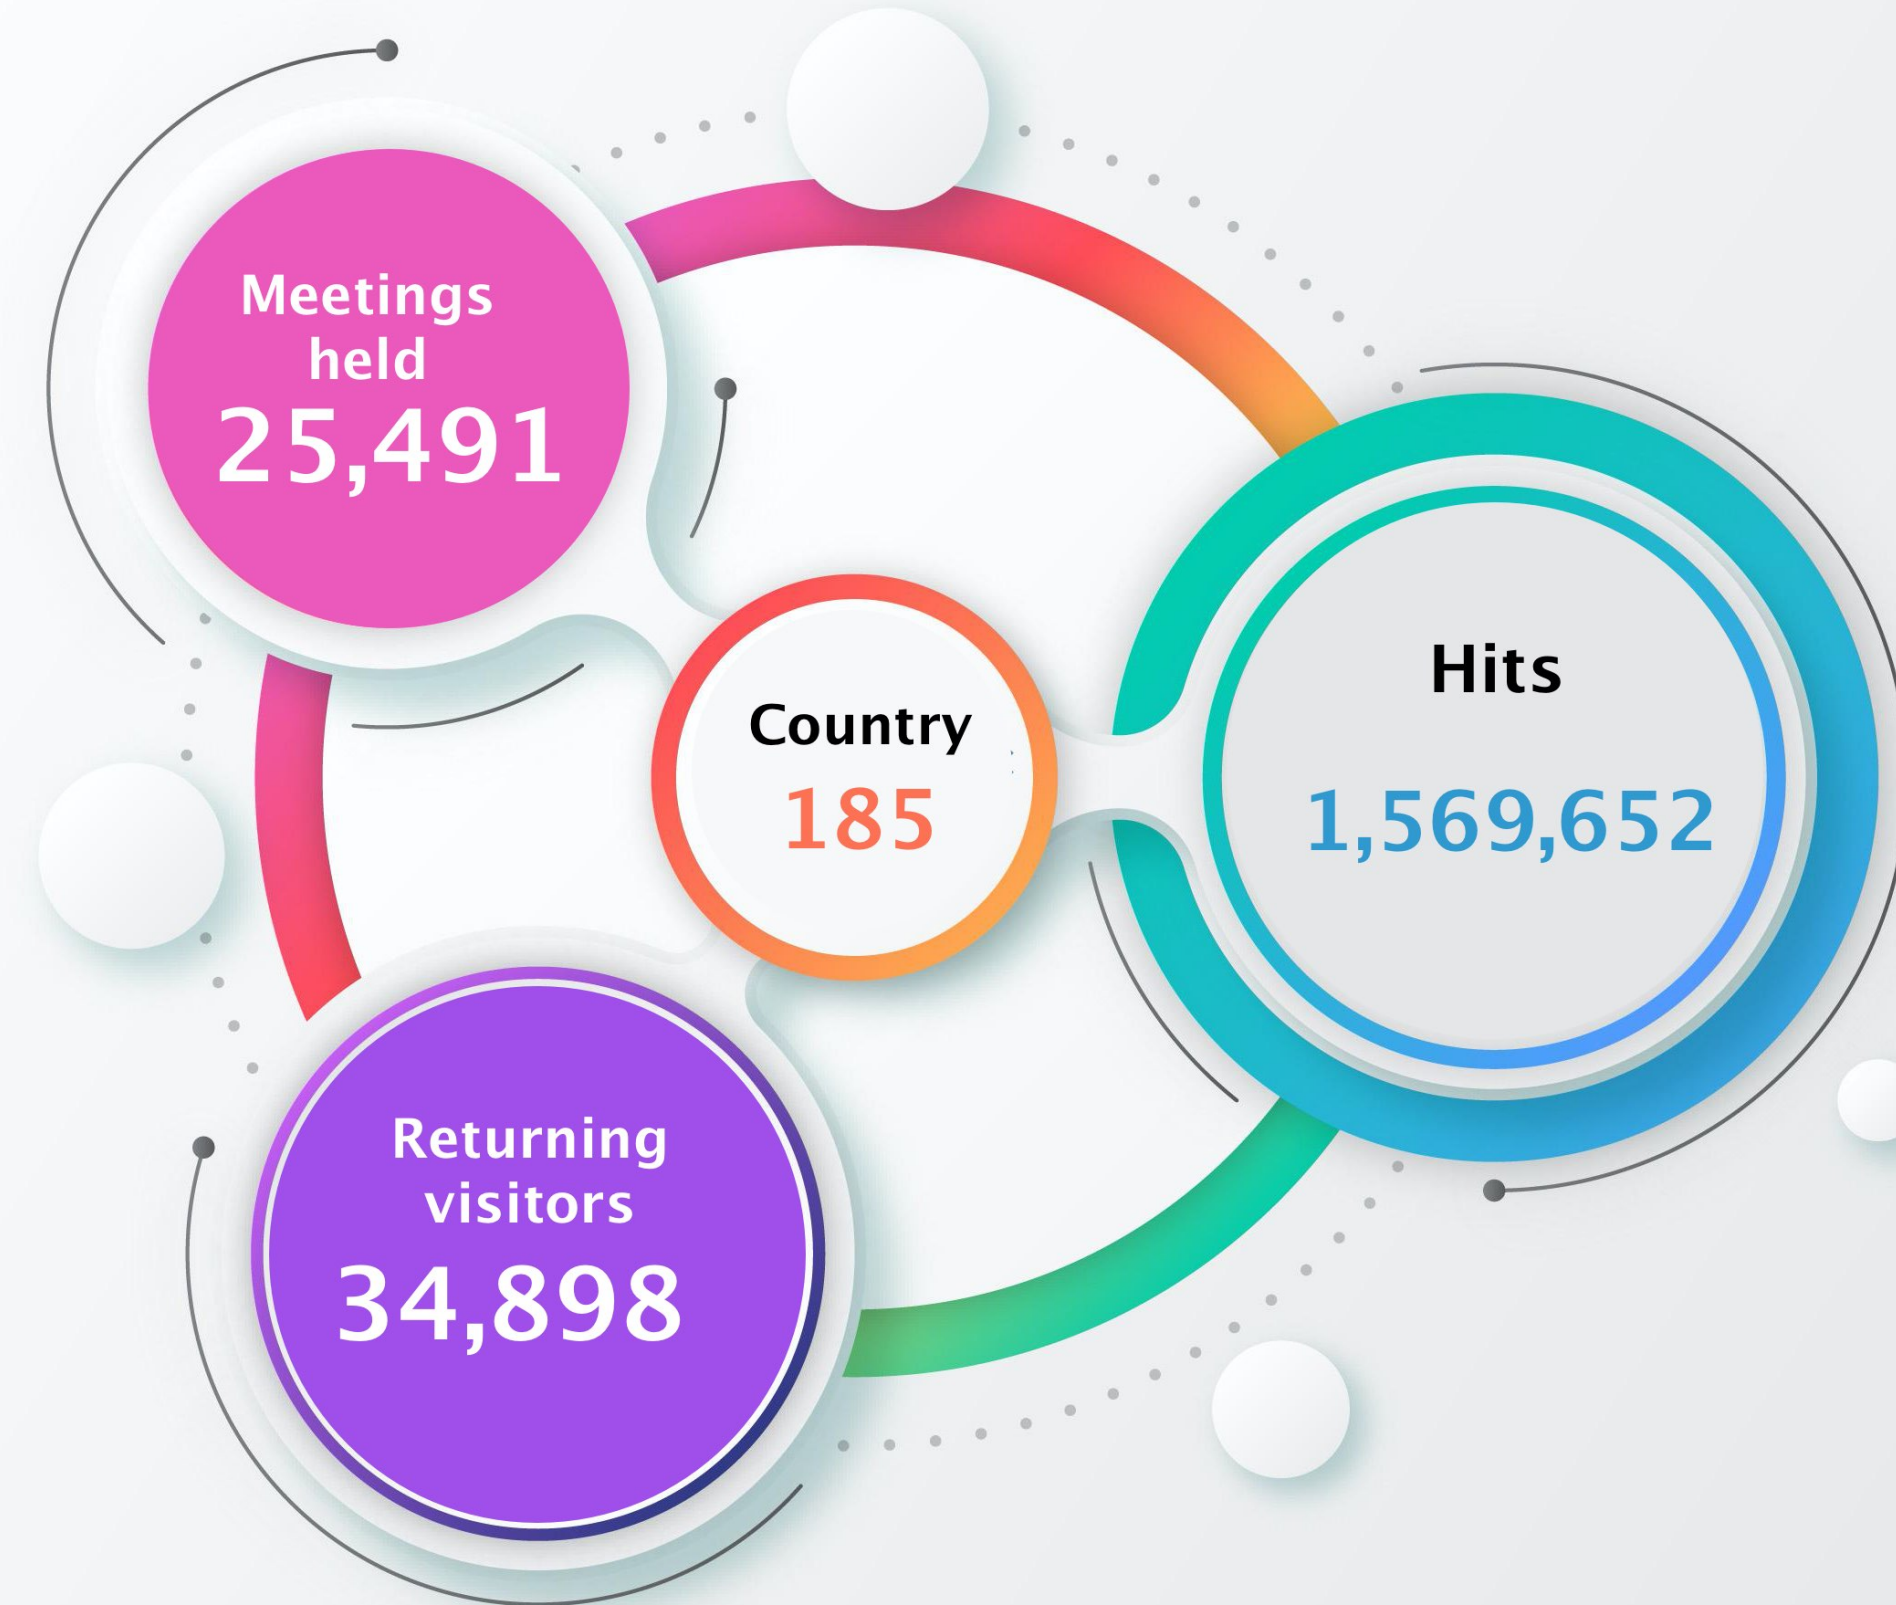 Meetings
held
25,491
Country
185
Hits
1,569,652
Returning
visitors
34,898